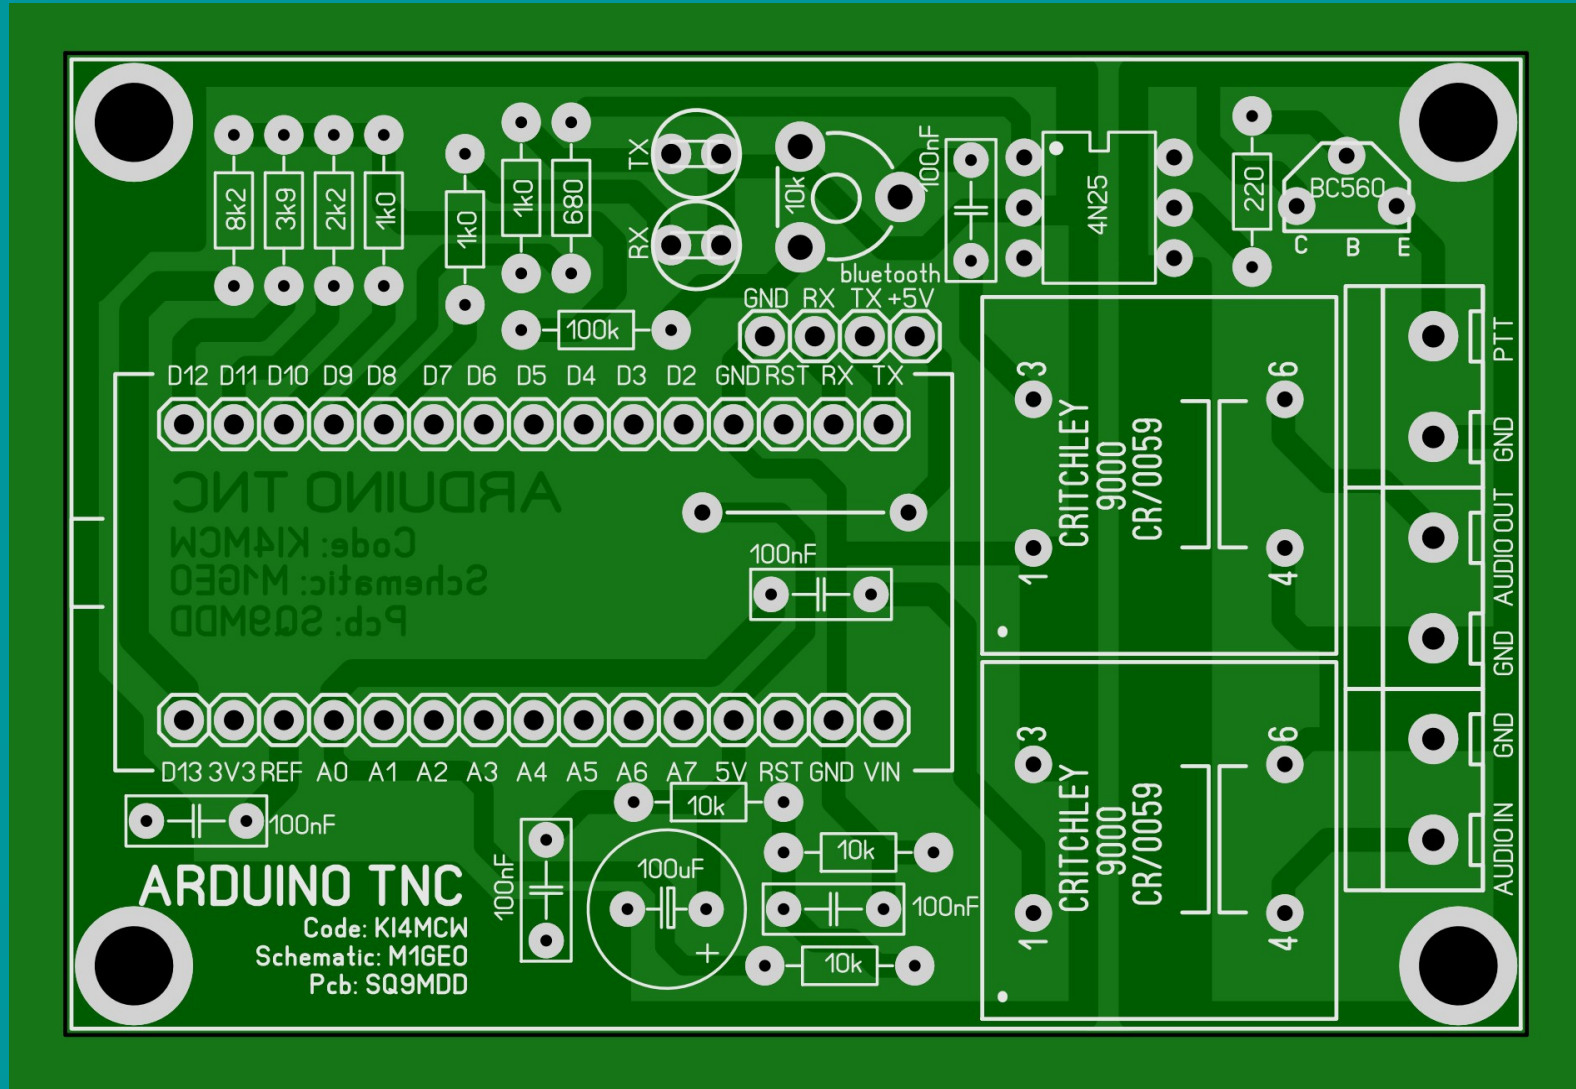 8k2
3k9
2k2
1k0
1k0
1k0
680
TX
RX
10k
100nF
4N25
220
BC560
C B E
bluetooth
GND RX TX +5V
100k
D12 D11 D10 D9 D8 D7 D6 D5 D4 D3 D2 GND RST RX TX
ARDUINO TNC
Code: KI4MCW
Schematic: M1GEO
Pcb: SQ9MDD
100nF
3
6
CRITCHLEY
9000
CR/0059
1
4
PTT
GND
AUDIO OUT
GND
GND
AUDIO IN
D13 3V3 REF A0 A1 A2 A3 A4 A5 A6 A7 5V RST GND VIN
100nF
10k
3
6
CRITCHLEY
9000
CR/0059
1
4
10k
100nF
100uF
+
100nF
10k
ARDUINO TNC
Code: KI4MCW
Schematic: M1GEO
Pcb: SQ9MDD